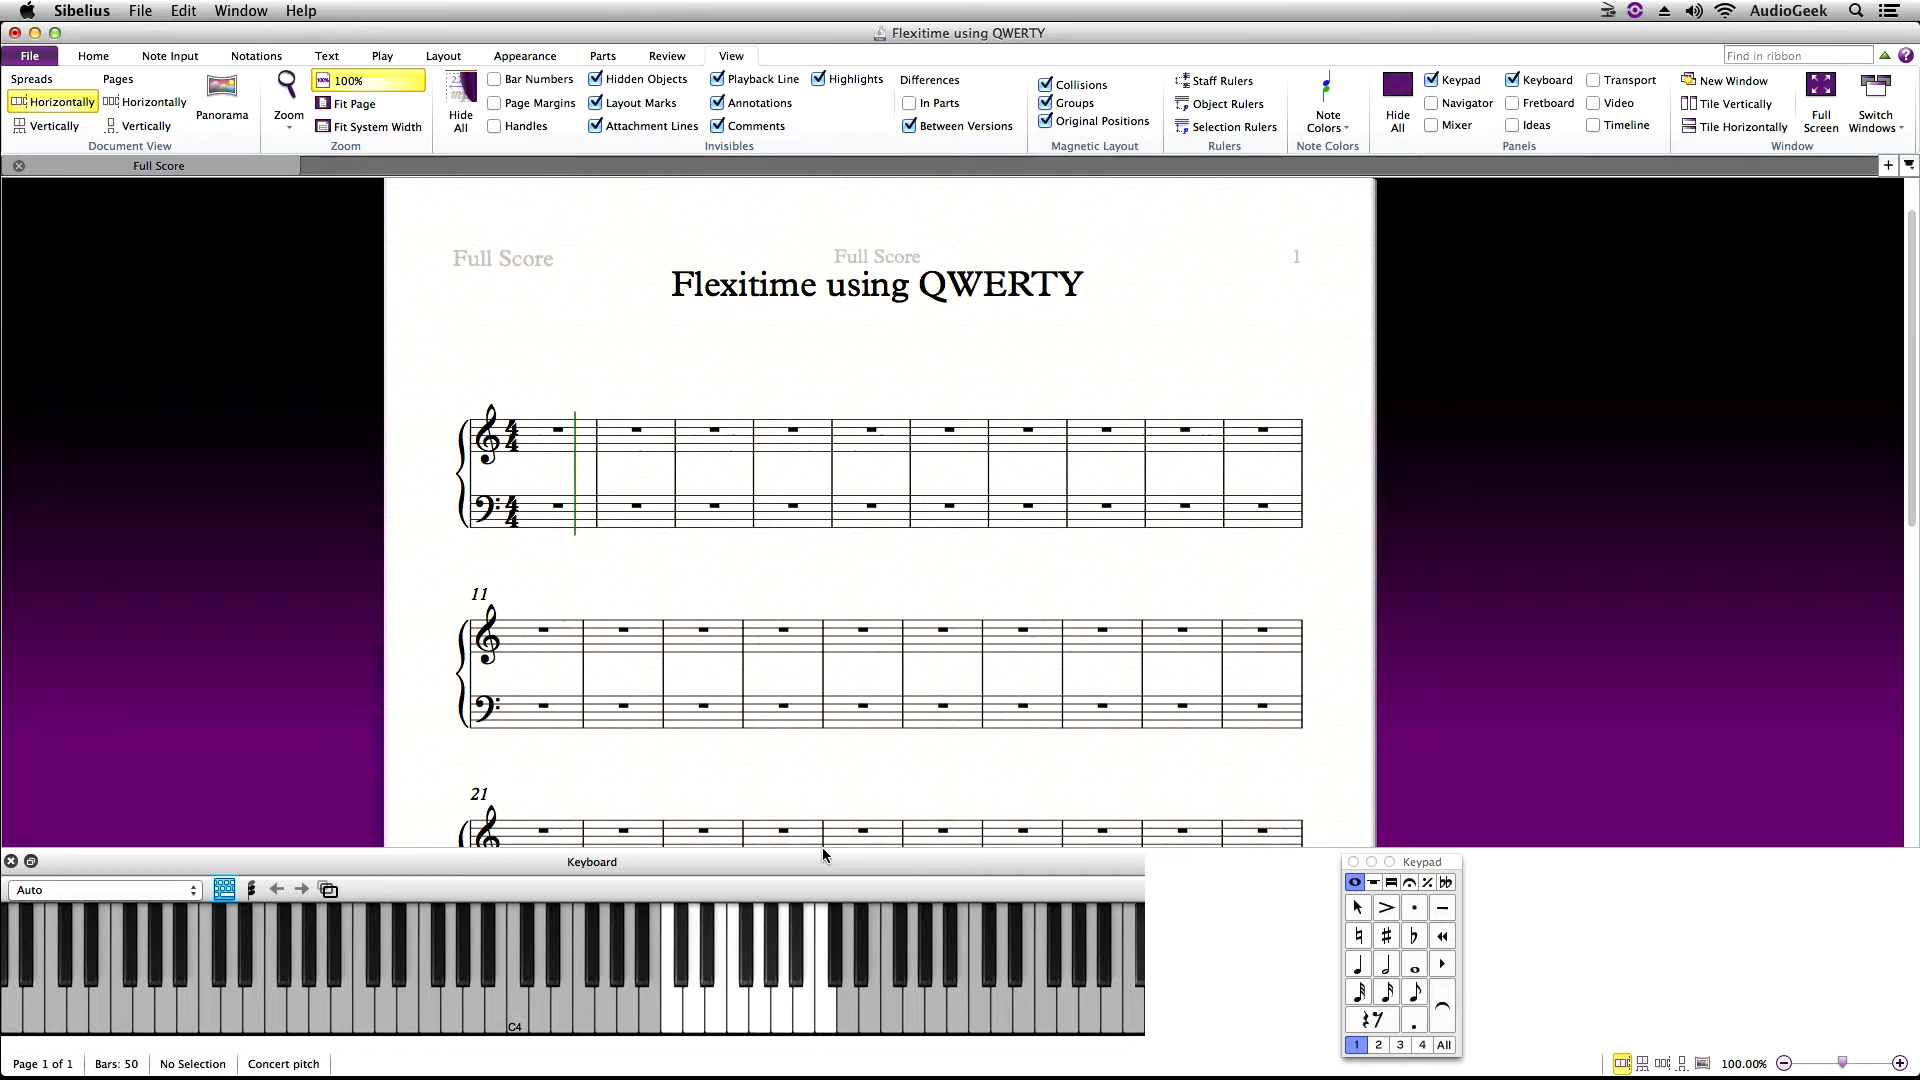 Sibelius File Edit Window Help AudioGeek
Flexitime using QWERTY
File Home Note Input Notations Text Play Layout Appearance Parts Review View Find in ribbon
Spreads Pages 100% Bar Numbers Hidden Objects Playback Line Highlights Differences Collisions Staff Rulers Keypad Keyboard Transport New Window
Horizontally Horizontally Panorama Zoom Fit Page Hide All Page Margins Layout Marks Annotations In Parts Groups Object Rulers Note Colors Hide All Navigator Fretboard Video Tile Vertically Full Screen Switch Windows
Vertically Vertically Fit System Width Handles Attachment Lines Comments Between Versions Original Positions Selection Rulers Mixer Ideas Timeline Tile Horizontally
Document View Zoom Invisibles Magnetic Layout Rulers Note Colors Panels Window
Full Score
Full Score Full Score 1
Flexitime using QWERTY
11
21
Keyboard Keypad
Auto
C4
1 2 3 4 All
Page 1 of 1 Bars: 50 No Selection Concert pitch 100.00%